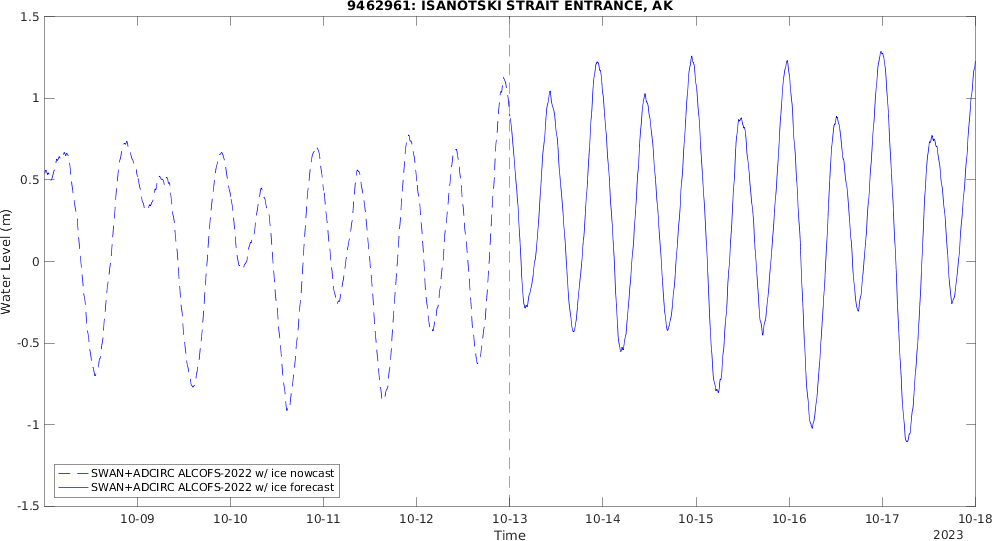 9462961: ISANOTSKI STRAIT ENTRANCE, AK
1.5
1
0.5
0
-0.5
-1
-1.5
Water Level (m)
SWAN+ADCIRC ALCOFS-2022 w/ ice nowcast
SWAN+ADCIRC ALCOFS-2022 w/ ice forecast
10-09 10-10 10-11 10-12 10-13 10-14 10-15 10-16 10-17 10-18
Time
2023